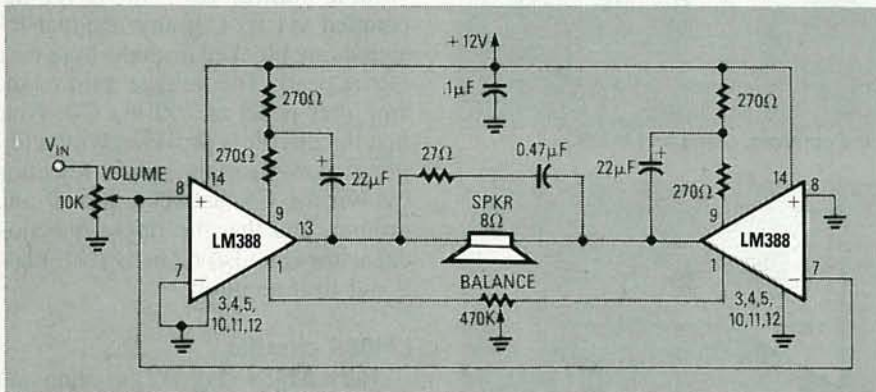 +12V
.1µF
270Ω
270Ω
270Ω
27Ω
0.47µF
270Ω
22µF
22µF
VIN
VOLUME
10K
8
14
9
13
7
1
LM388
3,4,5,
10,11,12
SPKR
8Ω
BALANCE
470K
14
8
9
7
1
LM388
3,4,5,
10,11,12
+
−
+
−
+
+